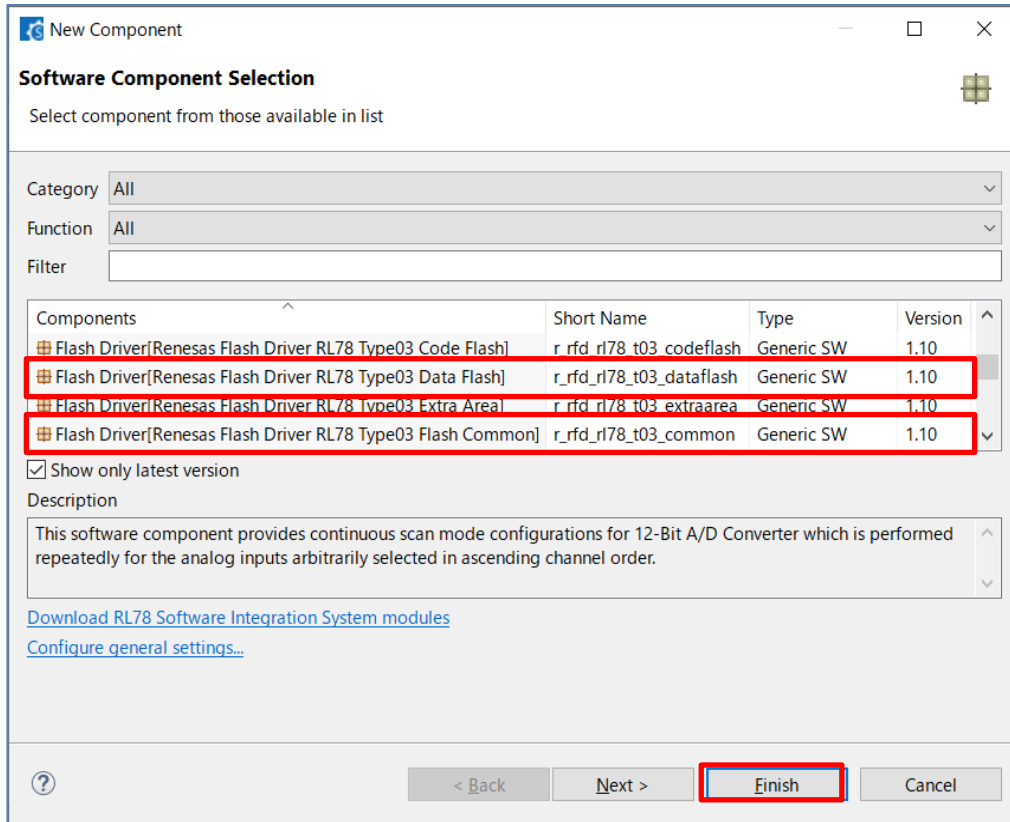 New Component
Software Component Selection
Select component from those available in list
Category All
Function All
Filter
Components Short Name Type Version
Flash Driver[Renesas Flash Driver RL78 Type03 Code Flash] r_rfd_rl78_t03_codeflash Generic SW 1.10
Flash Driver[Renesas Flash Driver RL78 Type03 Data Flash] r_rfd_rl78_t03_dataflash Generic SW 1.10
Flash Driver[Renesas Flash Driver RL78 Type03 Extra Area] r_rfd_rl78_t03_extraarea Generic SW 1.10
Flash Driver[Renesas Flash Driver RL78 Type03 Flash Common] r_rfd_rl78_t03_common Generic SW 1.10
Show only latest version
Description
This software component provides continuous scan mode configurations for 12-Bit A/D Converter which is performed
repeatedly for the analog inputs arbitrarily selected in ascending channel order.
Download RL78 Software Integration System modules
Configure general settings...
? < Back Next > Finish Cancel